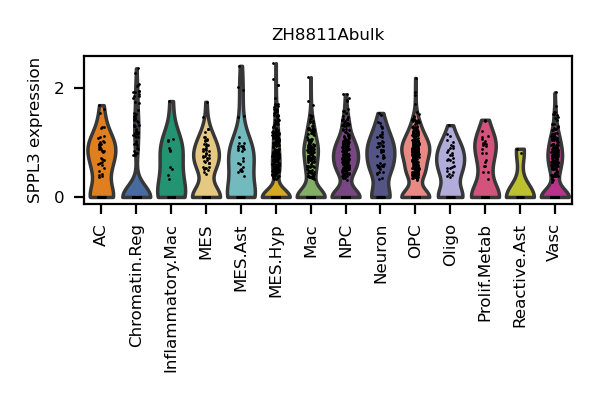 ZH8811Abulk
SPPL3 expression
2
0
AC
Chromatin.Reg
Inflammatory.Mac
MES
MES.Ast
MES.Hyp
Mac
NPC
Neuron
OPC
Oligo
Prolif.Metab
Reactive.Ast
Vasc